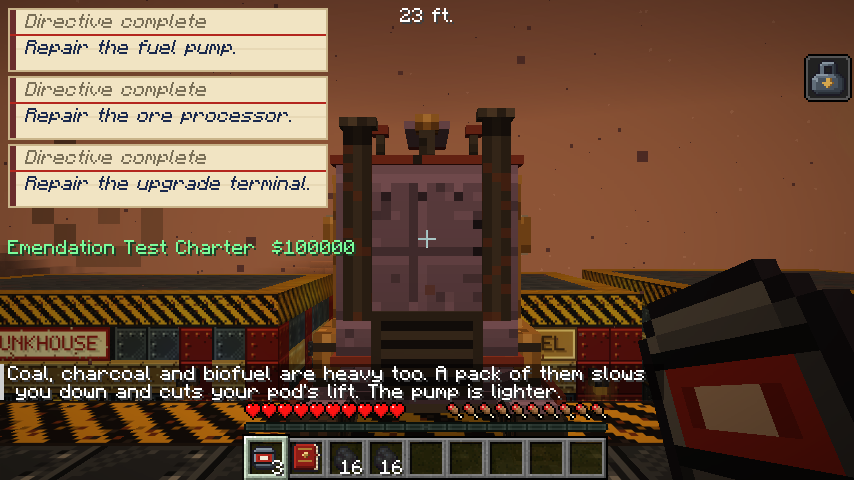 23 ft.
Directive complete
Repair the fuel pump.
Directive complete
Repair the ore processor.
Directive complete
Repair the upgrade terminal.
Emendation Test Charter $100000
UNKHOUSE
EL
Coal, charcoal and biofuel are heavy too. A pack of them slows
you down and cuts your pod's lift. The pump is lighter.
3
16
16